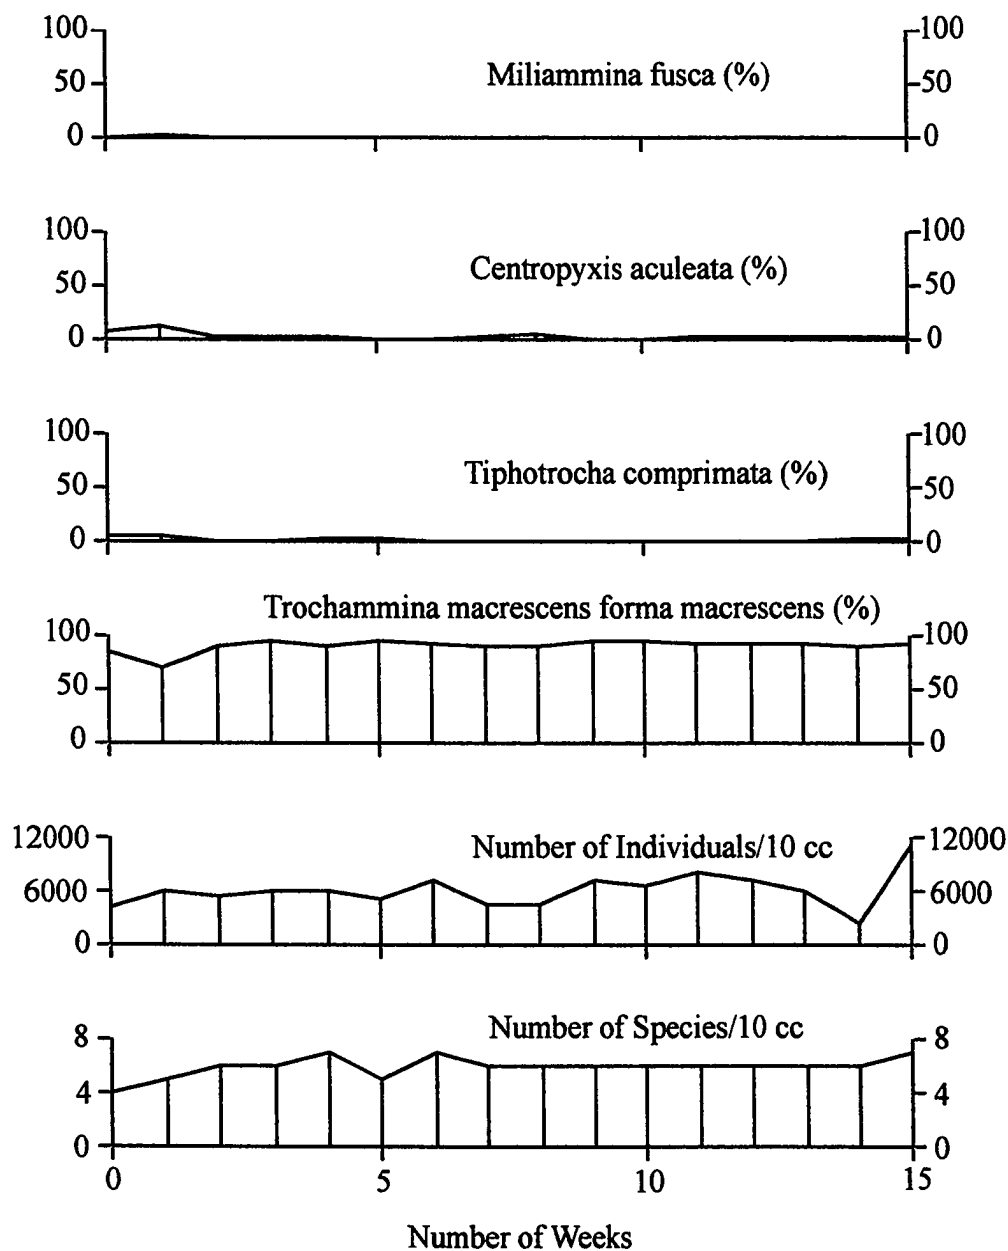 100 100
Miliammina fusca (%)
50 50
0 0
100 100
Centropyxis aculeata (%)
50 50
0 0
100 100
Tiphotrocha comprimata (%)
50 50
0 0
Trochammina macrescens forma macrescens (%)
100 100
50 50
0 0
12000 12000
Number of Individuals/10 cc
6000 6000
0 0
Number of Species/10 cc
8 8
4 4
0 0
0 5 10 15
Number of Weeks